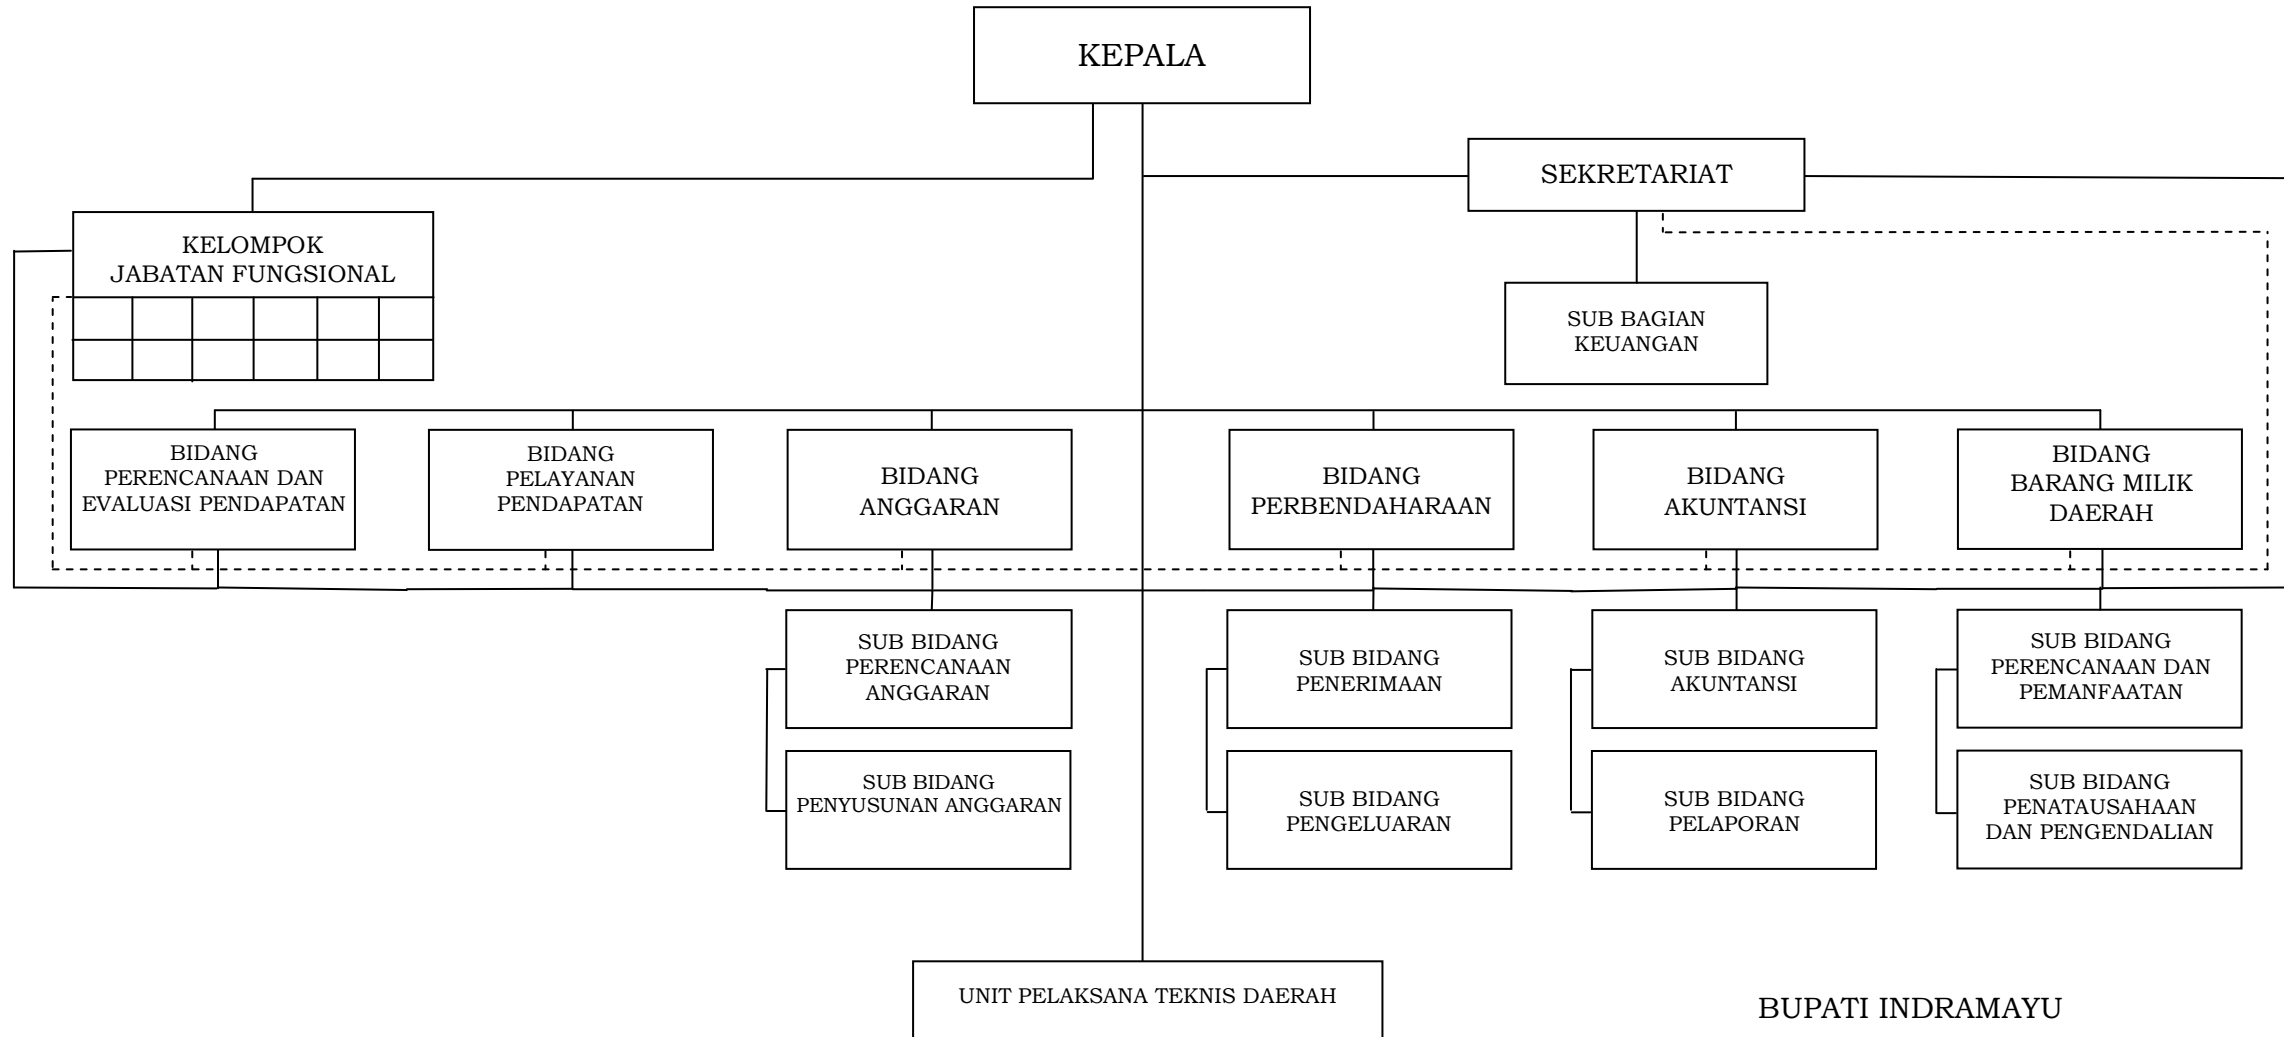 KEPALA
SEKRETARIAT
KELOMPOK
JABATAN FUNGSIONAL
SUB BAGIAN
KEUANGAN
BIDANG
PERENCANAAN DAN
EVALUASI PENDAPATAN
BIDANG
PELAYANAN
PENDAPATAN
BIDANG
ANGGARAN
BIDANG
PERBENDAHARAAN
BIDANG
AKUNTANSI
BIDANG
BARANG MILIK
DAERAH
SUB BIDANG
PERENCANAAN
ANGGARAN
SUB BIDANG
PENERIMAAN
SUB BIDANG
AKUNTANSI
SUB BIDANG
PERENCANAAN DAN
PEMANFAATAN
SUB BIDANG
PENYUSUNAN ANGGARAN
SUB BIDANG
PENGELUARAN
SUB BIDANG
PELAPORAN
SUB BIDANG
PENATAUSAHAAN
DAN PENGENDALIAN
UNIT PELAKSANA TEKNIS DAERAH
BUPATI INDRAMAYU